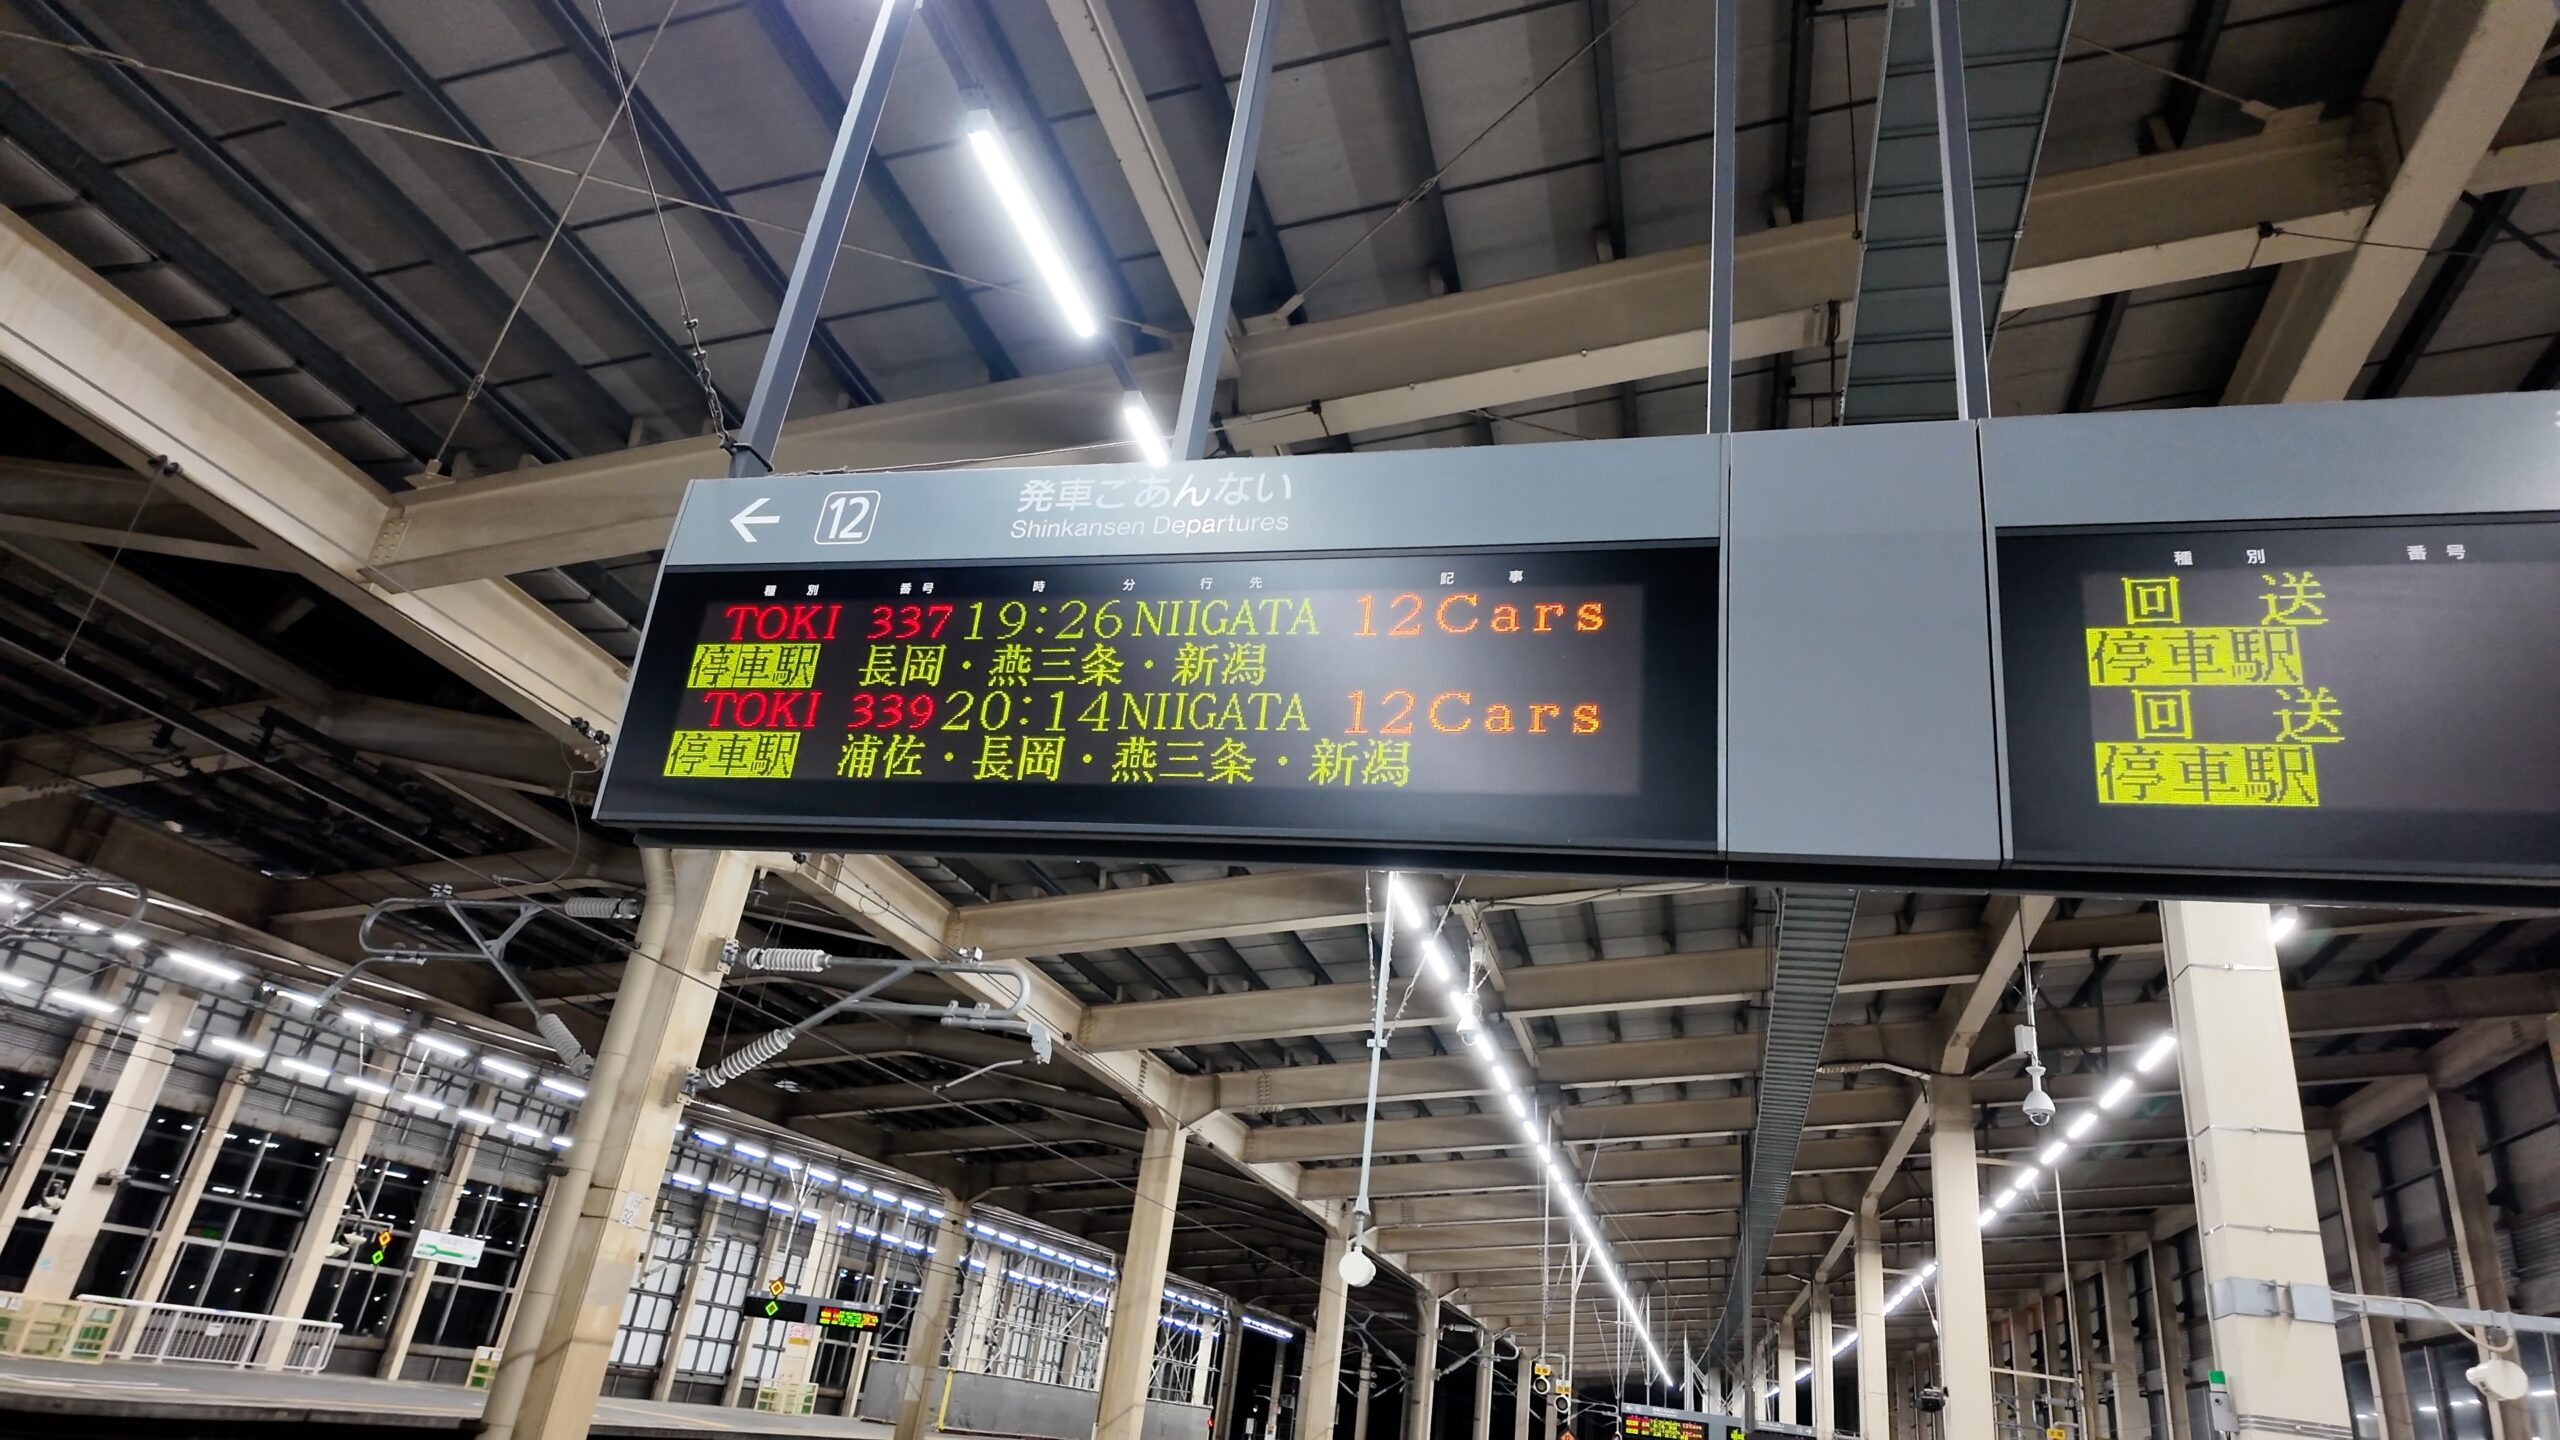 ← 12 発車ごあんない
Shinkansen Departures
種別 番号 時 分 行先 記事
TOKI 337 19:26 NIIGATA 12Cars
停車駅 長岡・燕三条・新潟
TOKI 339 20:14 NIIGATA 12Cars
停車駅 浦佐・長岡・燕三条・新潟
種別 番号
回送
停車駅
回送
停車駅
32